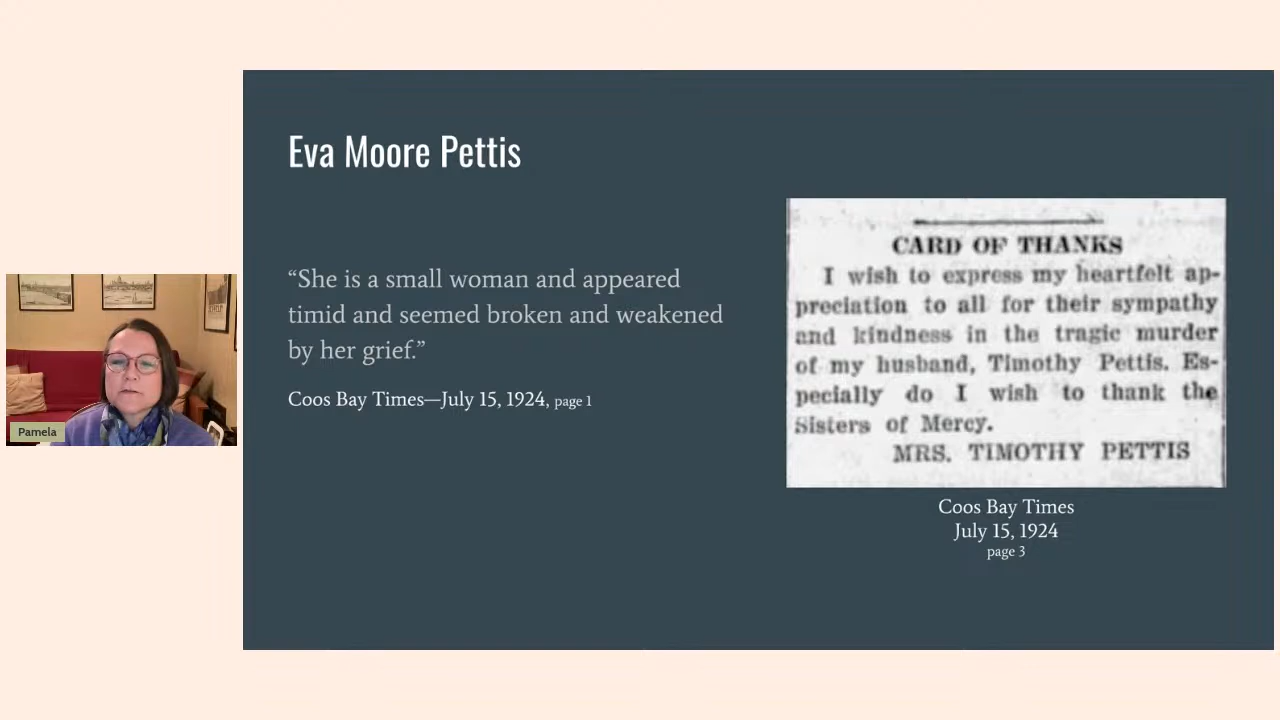 Eva Moore Pettis
“She is a small woman and appeared
timid and seemed broken and weakened
by her grief.”
Coos Bay Times—July 15, 1924, page 1
CARD OF THANKS
I wish to express my heartfelt ap-
preciation to all for their sympathy
and kindness in the tragic murder
of my husband, Timothy Pettis. Es-
pecially do I wish to thank the
Sisters of Mercy.
MRS. TIMOTHY PETTIS
Coos Bay Times
July 15, 1924
page 3
Pamela